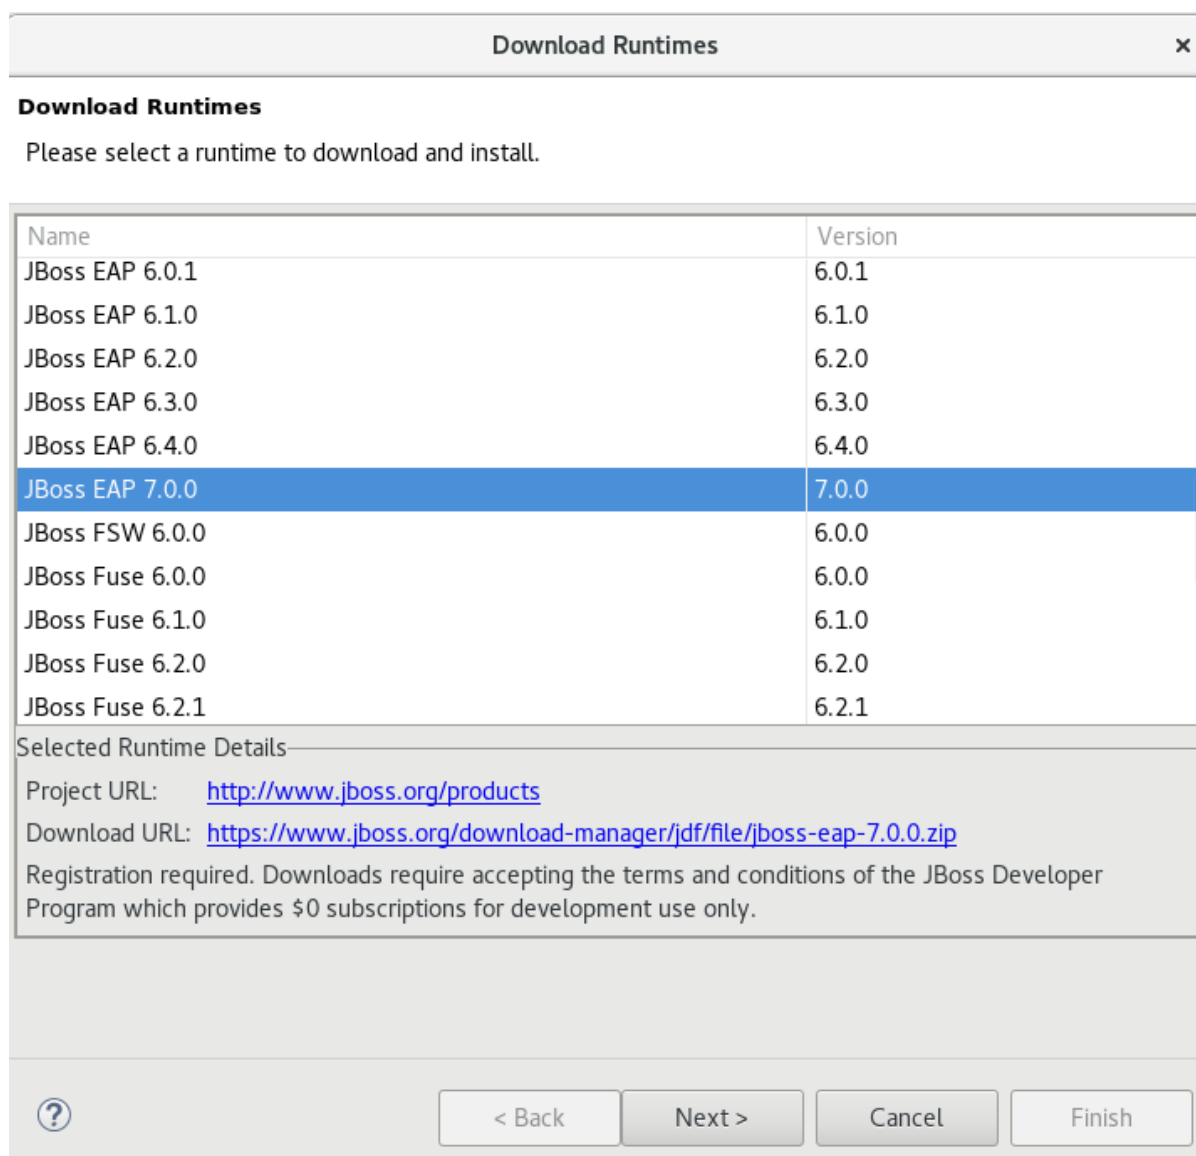 Download Runtimes ×
Download Runtimes
Please select a runtime to download and install.
Name Version
JBoss EAP 6.0.1 6.0.1
JBoss EAP 6.1.0 6.1.0
JBoss EAP 6.2.0 6.2.0
JBoss EAP 6.3.0 6.3.0
JBoss EAP 6.4.0 6.4.0
JBoss EAP 7.0.0 7.0.0
JBoss FSW 6.0.0 6.0.0
JBoss Fuse 6.0.0 6.0.0
JBoss Fuse 6.1.0 6.1.0
JBoss Fuse 6.2.0 6.2.0
JBoss Fuse 6.2.1 6.2.1
Selected Runtime Details
Project URL: http://www.jboss.org/products
Download URL: https://www.jboss.org/download-manager/jdf/file/jboss-eap-7.0.0.zip
Registration required. Downloads require accepting the terms and conditions of the JBoss Developer
Program which provides $0 subscriptions for development use only.
? < Back Next > Cancel Finish